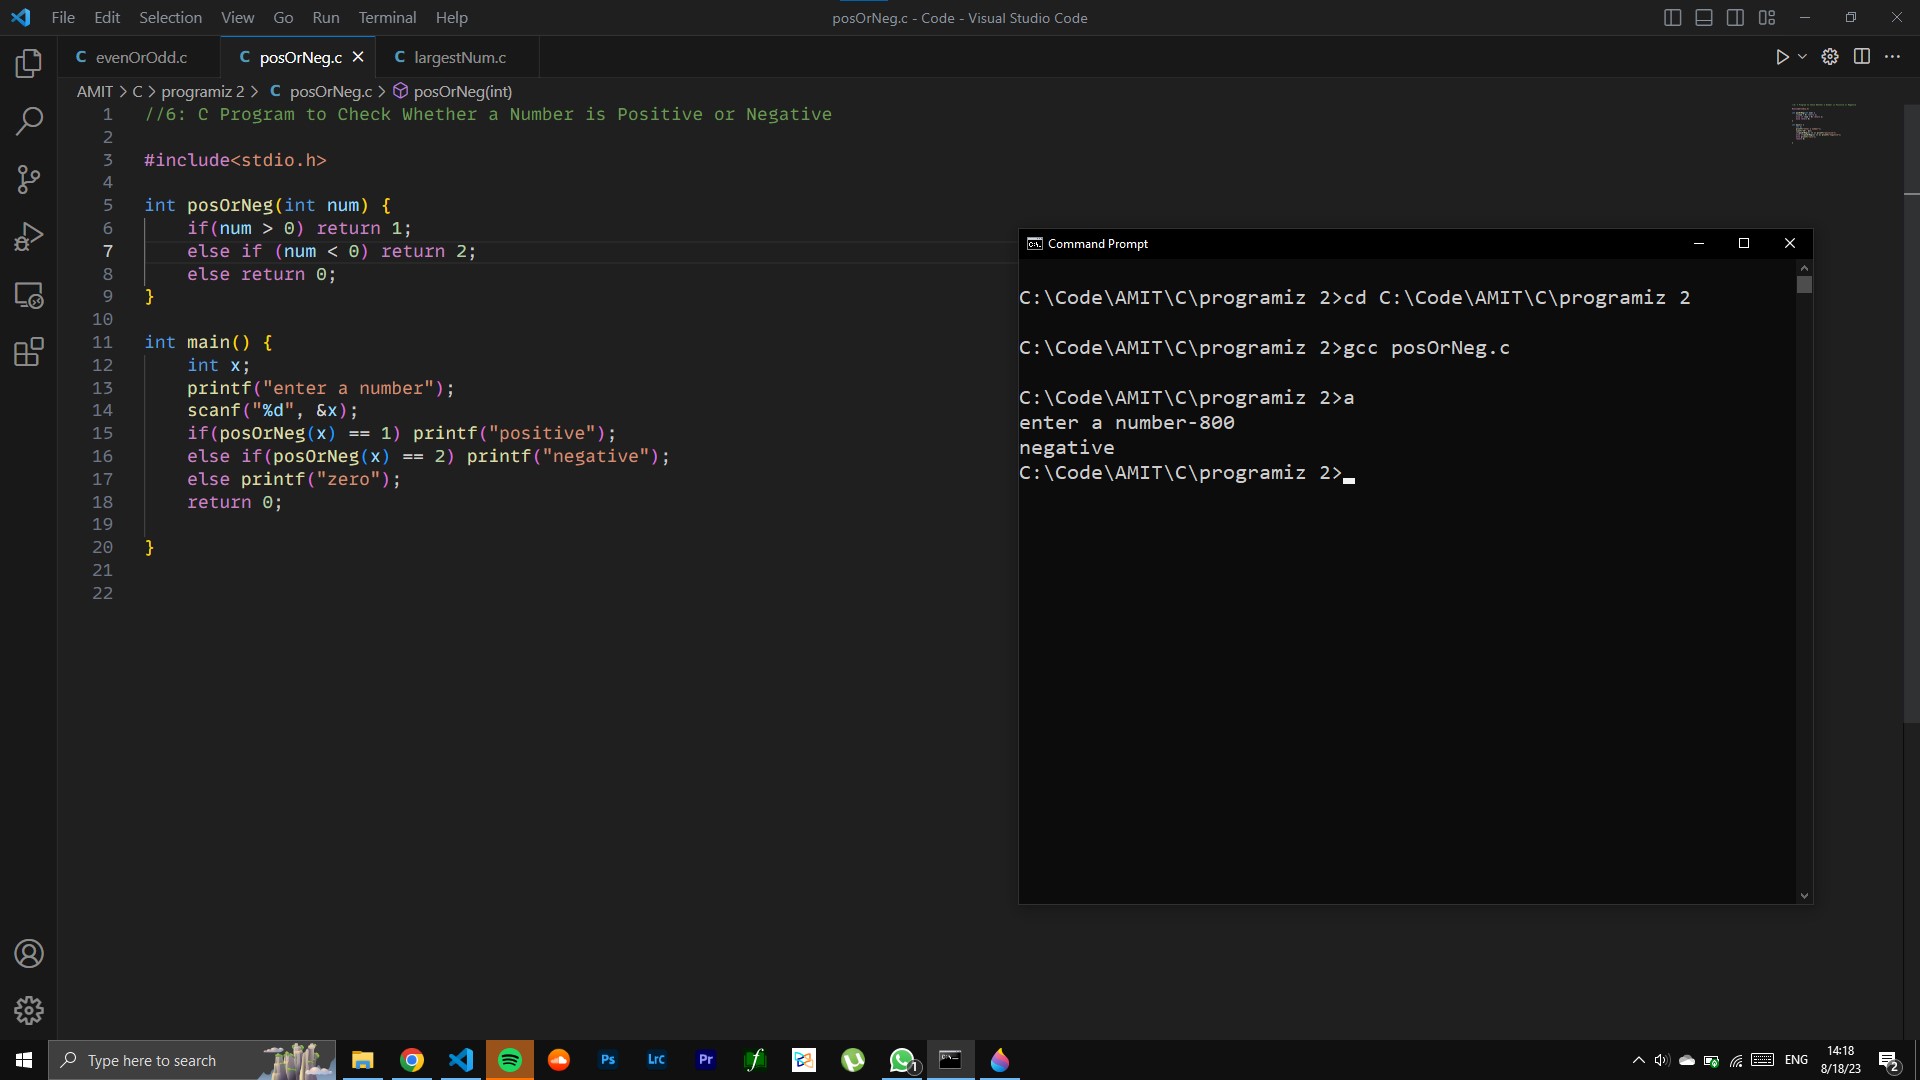 File Edit Selection View Go Run Terminal Help
posOrNeg.c - Code - Visual Studio Code
C evenOrOdd.c
C posOrNeg.c
C largestNum.c
AMIT > C > programiz 2 > C posOrNeg.c > posOrNeg(int)
1 //6: C Program to Check Whether a Number is Positive or Negative
2
3 #include<stdio.h>
4
5 int posOrNeg(int num) {
6 if(num > 0) return 1;
7 else if (num < 0) return 2;
8 else return 0;
9 }
10
11 int main() {
12 int x;
13 printf("enter a number");
14 scanf("%d", &x);
15 if(posOrNeg(x) == 1) printf("positive");
16 else if(posOrNeg(x) == 2) printf("negative");
17 else printf("zero");
18 return 0;
19
20 }
21
22
Command Prompt
C:\Code\AMIT\C\programiz 2>cd C:\Code\AMIT\C\programiz 2
C:\Code\AMIT\C\programiz 2>gcc posOrNeg.c
C:\Code\AMIT\C\programiz 2>a
enter a number-800
negative
C:\Code\AMIT\C\programiz 2>
Type here to search
Ps
LrC
Pr
1
ENG
14:18
8/18/23
2